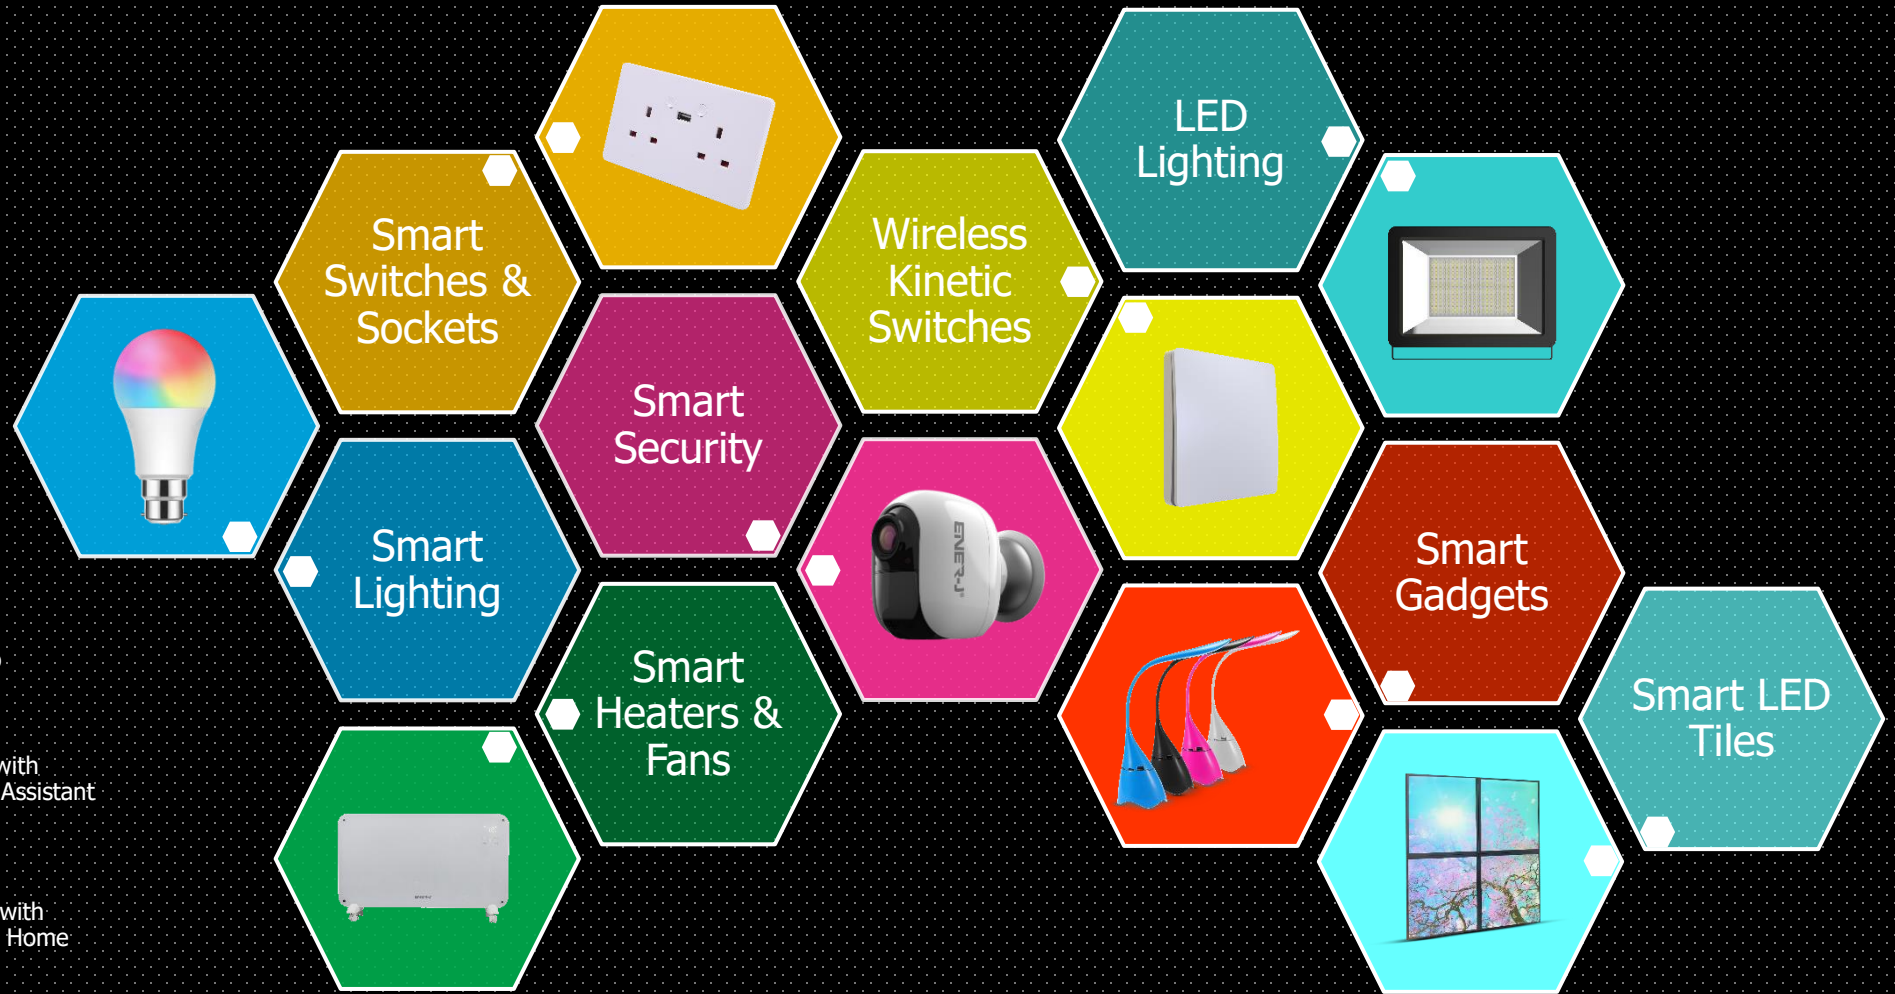 LED
Lighting
Smart
Switches &
Sockets
Wireless
Kinetic
Switches
Smart
Security
Smart
Lighting
ENER-J
Smart
Gadgets
Smart
Heaters &
Fans
Smart LED
Tiles
with
Assistant
with
Home